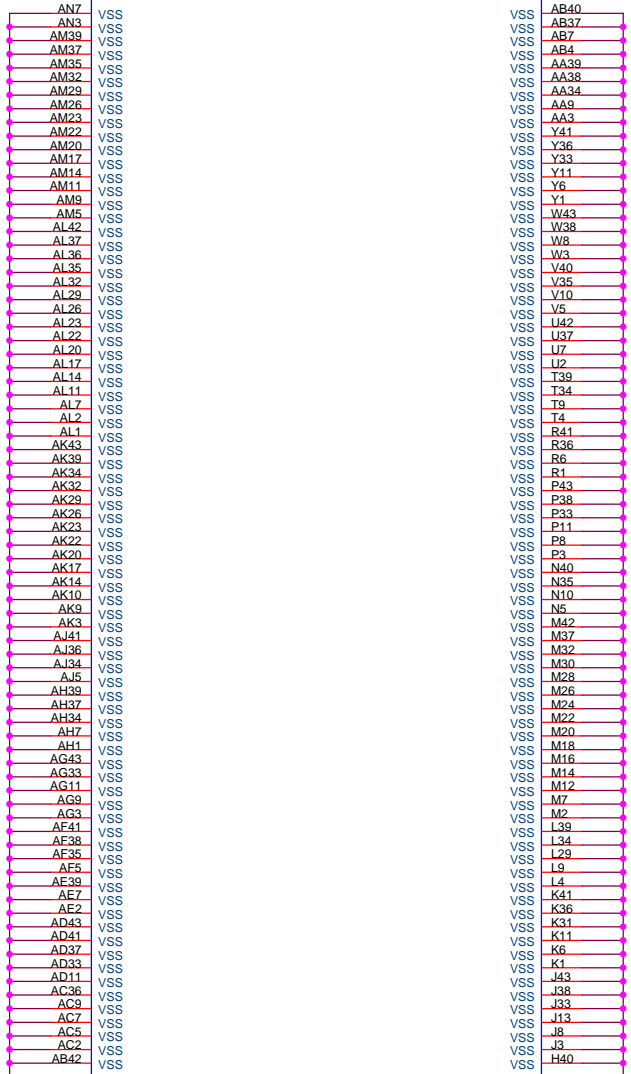 AN7 VSS VSS AB40
AN3 VSS VSS AB37
AM39 VSS VSS AB7
AM37 VSS VSS AB4
AM35 VSS VSS AA39
AM32 VSS VSS AA38
AM29 VSS VSS AA34
AM26 VSS VSS AA9
AM23 VSS VSS AA3
AM22 VSS VSS Y41
AM20 VSS VSS Y36
AM17 VSS VSS Y33
AM14 VSS VSS Y11
AM11 VSS VSS Y6
AM9 VSS VSS Y1
AM5 VSS VSS W43
AL42 VSS VSS W38
AL37 VSS VSS W8
AL36 VSS VSS W3
AL35 VSS VSS V40
AL32 VSS VSS V35
AL29 VSS VSS V10
AL26 VSS VSS V5
AL23 VSS VSS U42
AL22 VSS VSS U37
AL20 VSS VSS U7
AL17 VSS VSS U2
AL14 VSS VSS T39
AL11 VSS VSS T34
AL7 VSS VSS T9
AL2 VSS VSS T4
AL1 VSS VSS R41
AK43 VSS VSS R36
AK39 VSS VSS R6
AK34 VSS VSS R1
AK32 VSS VSS P43
AK29 VSS VSS P38
AK26 VSS VSS P33
AK23 VSS VSS P11
AK22 VSS VSS P8
AK20 VSS VSS P3
AK17 VSS VSS N40
AK14 VSS VSS N35
AK10 VSS VSS N10
AK9 VSS VSS N5
AK3 VSS VSS M42
AJ41 VSS VSS M37
AJ36 VSS VSS M32
AJ34 VSS VSS M30
AJ5 VSS VSS M28
AH39 VSS VSS M26
AH37 VSS VSS M24
AH34 VSS VSS M22
AH7 VSS VSS M20
AH1 VSS VSS M18
AG43 VSS VSS M16
AG33 VSS VSS M14
AG11 VSS VSS M12
AG9 VSS VSS M7
AG3 VSS VSS M2
AF41 VSS VSS L39
AF38 VSS VSS L34
AF35 VSS VSS L29
AF5 VSS VSS L9
AE39 VSS VSS L4
AE7 VSS VSS K41
AE2 VSS VSS K36
AD43 VSS VSS K31
AD41 VSS VSS K11
AD37 VSS VSS K6
AD33 VSS VSS K1
AD11 VSS VSS J43
AC36 VSS VSS J38
AC9 VSS VSS J33
AC7 VSS VSS J13
AC5 VSS VSS J8
AC2 VSS VSS J3
AB42 VSS VSS H40